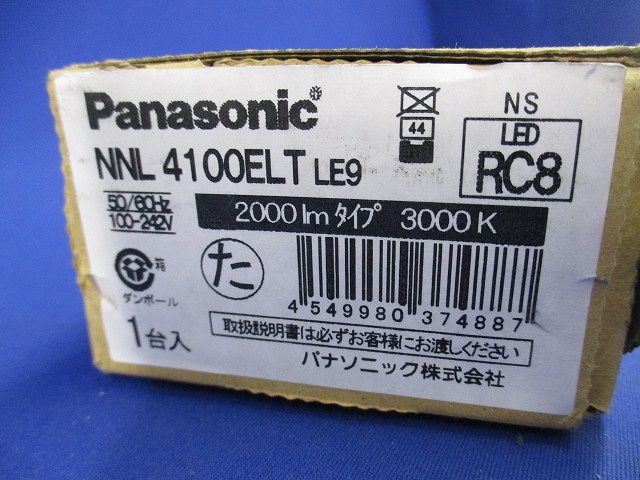 Panasonic
NS
44
LED
RC8
NNL 4100ELT LE9
50/60Hz
100-242V
2000 lm タイプ 3000K
た
箱
ダンボール
4 549980 374887
1台入
取扱説明書は必ずお客様にお渡しください
パナソニック株式会社